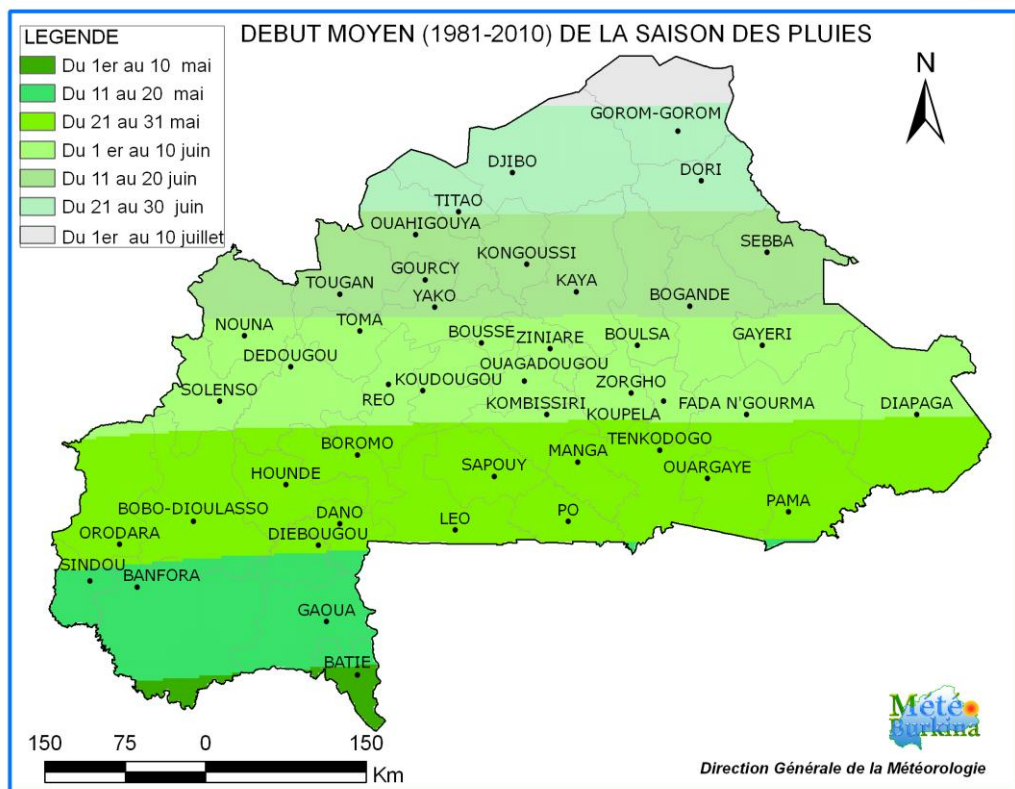 DEBUT MOYEN (1981-2010) DE LA SAISON DES PLUIES
LEGENDE
Du 1er au 10 mai
Du 11 au 20 mai
Du 21 au 31 mai
Du 1 er au 10 juin
Du 11 au 20 juin
Du 21 au 30 juin
Du 1er au 10 juillet
N
GOROM-GOROM
DJIBO
DORI
TITAO
OUAHIGOUYA
SEBBA
KONGOUSSI
GOURCY
KAYA
TOUGAN
BOGANDE
YAKO
NOUNA
TOMA
BOUSSE
ZINIARE
BOULSA
GAYERI
DEDOUGOU
OUAGADOUGOU
SOLENSO
REO
KOUDOUGOU
ZORGHO
KOMBISSIRI
KOUPELA
FADA N'GOURMA
DIAPAGA
BOROMO
TENKODOGO
MANGA
HOUNDE
SAPOUY
OUARGAYE
PAMA
BOBO-DIOULASSO
DANO
LEO
PO
ORODARA
DIEBOUGOU
SINDOU
BANFORA
GAOUA
BATIE
150 75 0 150
Km
Météo
Burkina
Direction Générale de la Météorologie